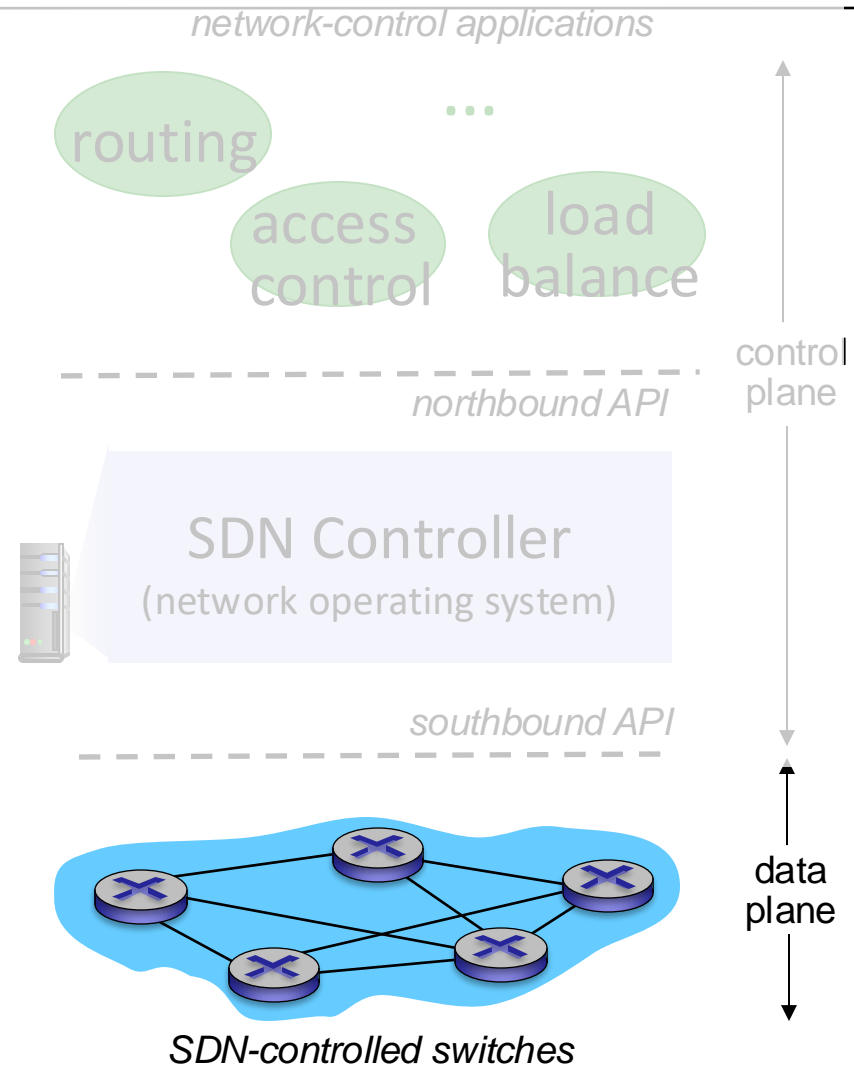 network-control applications
routing
...
access
control
load
balance
control
plane
northbound API
SDN Controller
(network operating system)
southbound API
data
plane
SDN-controlled switches